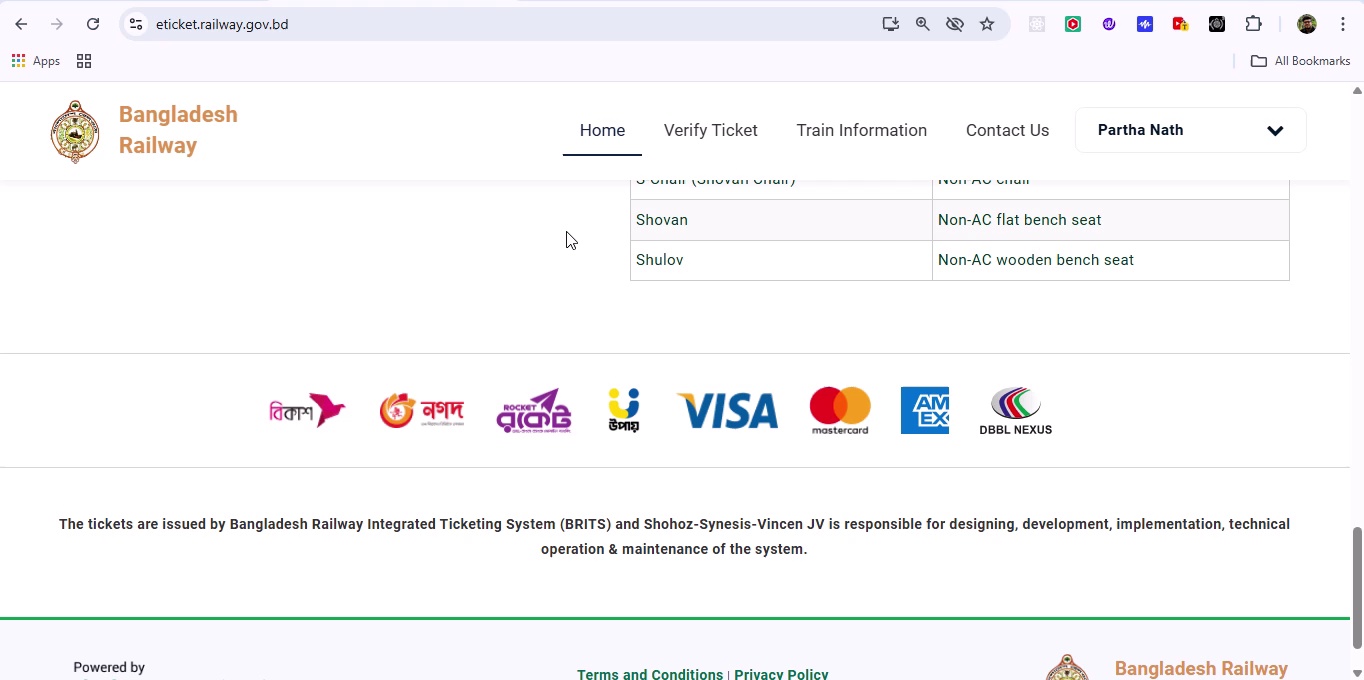 eticket.railway.gov.bd
Apps
All Bookmarks
Bangladesh
Railway
Home
Verify Ticket
Train Information
Contact Us
Partha Nath
S Chair (Shovan Chair)
Non-AC chair
Shovan
Non-AC flat bench seat
Shulov
Non-AC wooden bench seat
বিকাশ
নগদ
ROCKET
রকেট
উপায়
VISA
mastercard
AM
EX
DBBL NEXUS
The tickets are issued by Bangladesh Railway Integrated Ticketing System (BRITS) and Shohoz-Synesis-Vincen JV is responsible for designing, development, implementation, technical
operation & maintenance of the system.
Powered by
Terms and Conditions | Privacy Policy
Bangladesh Railway